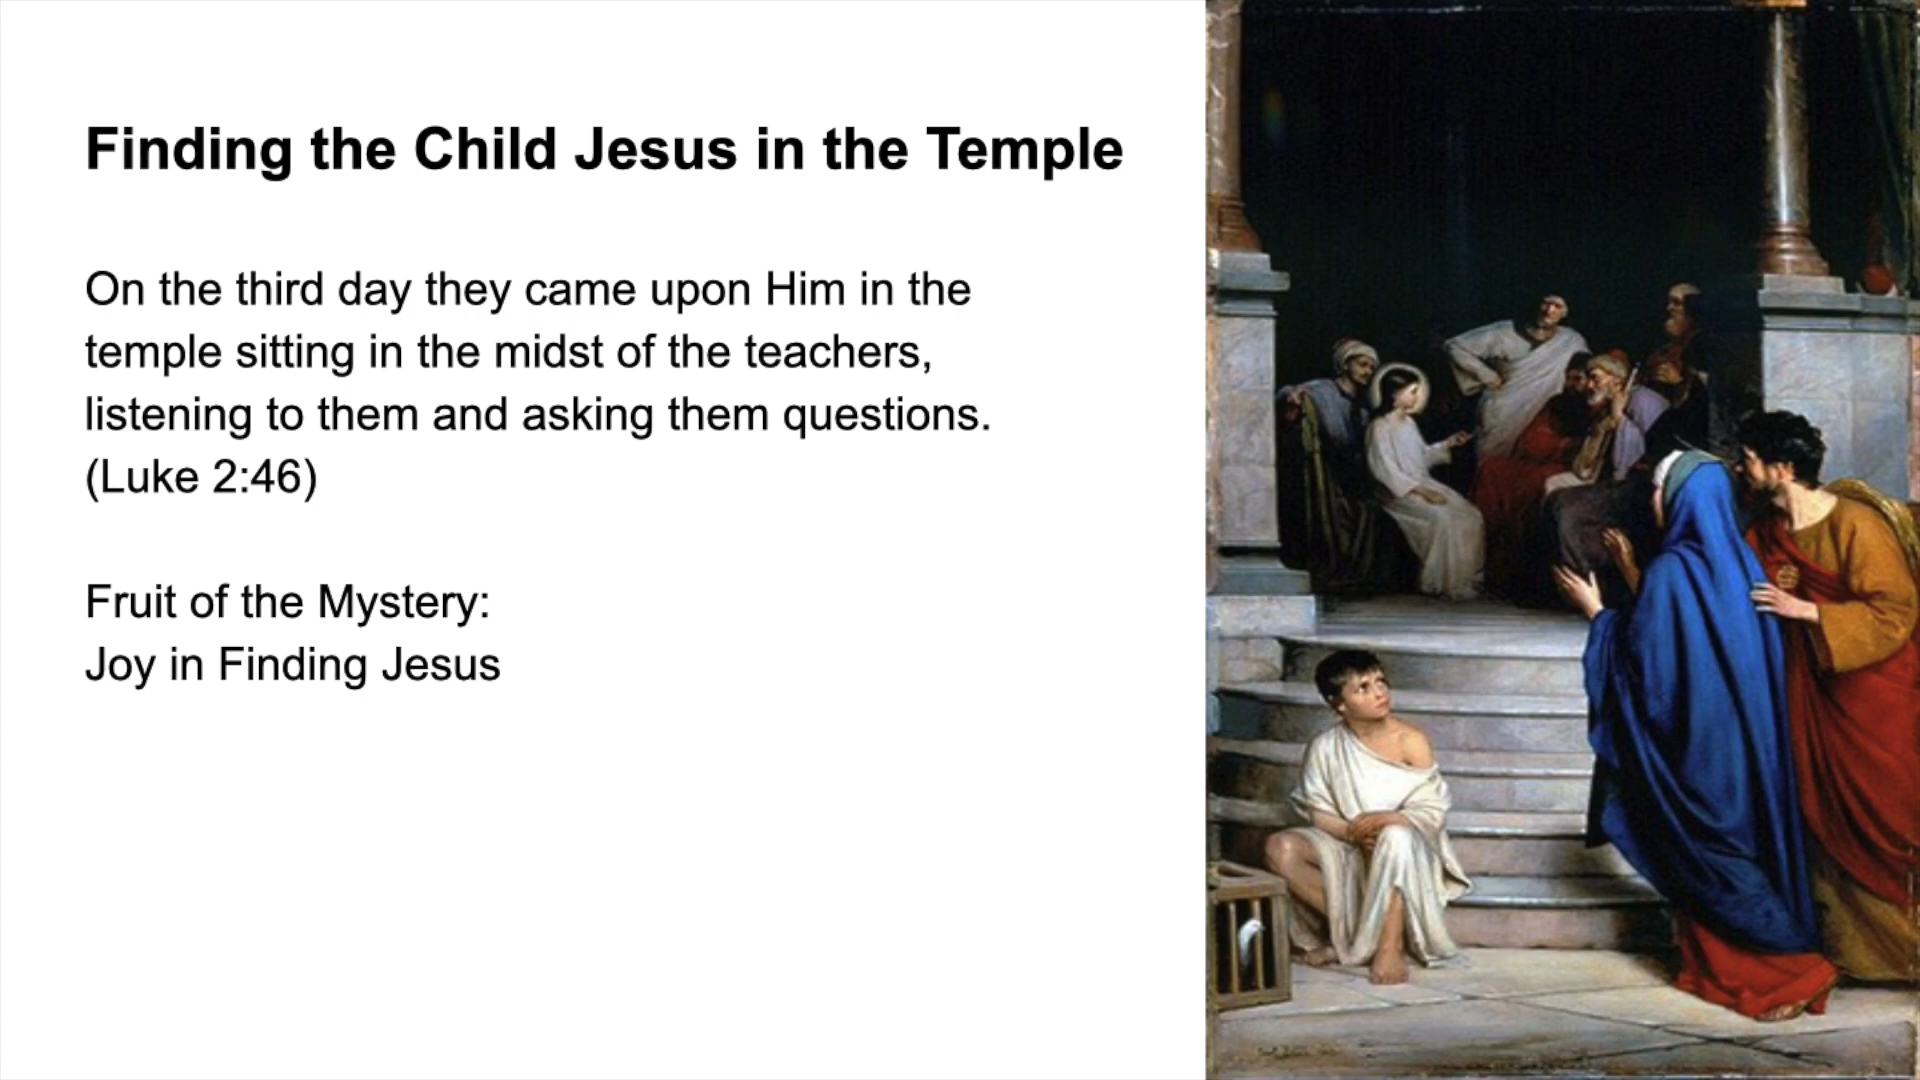 Finding the Child Jesus in the Temple
On the third day they came upon Him in the
temple sitting in the midst of the teachers,
listening to them and asking them questions.
(Luke 2:46)
Fruit of the Mystery:
Joy in Finding Jesus